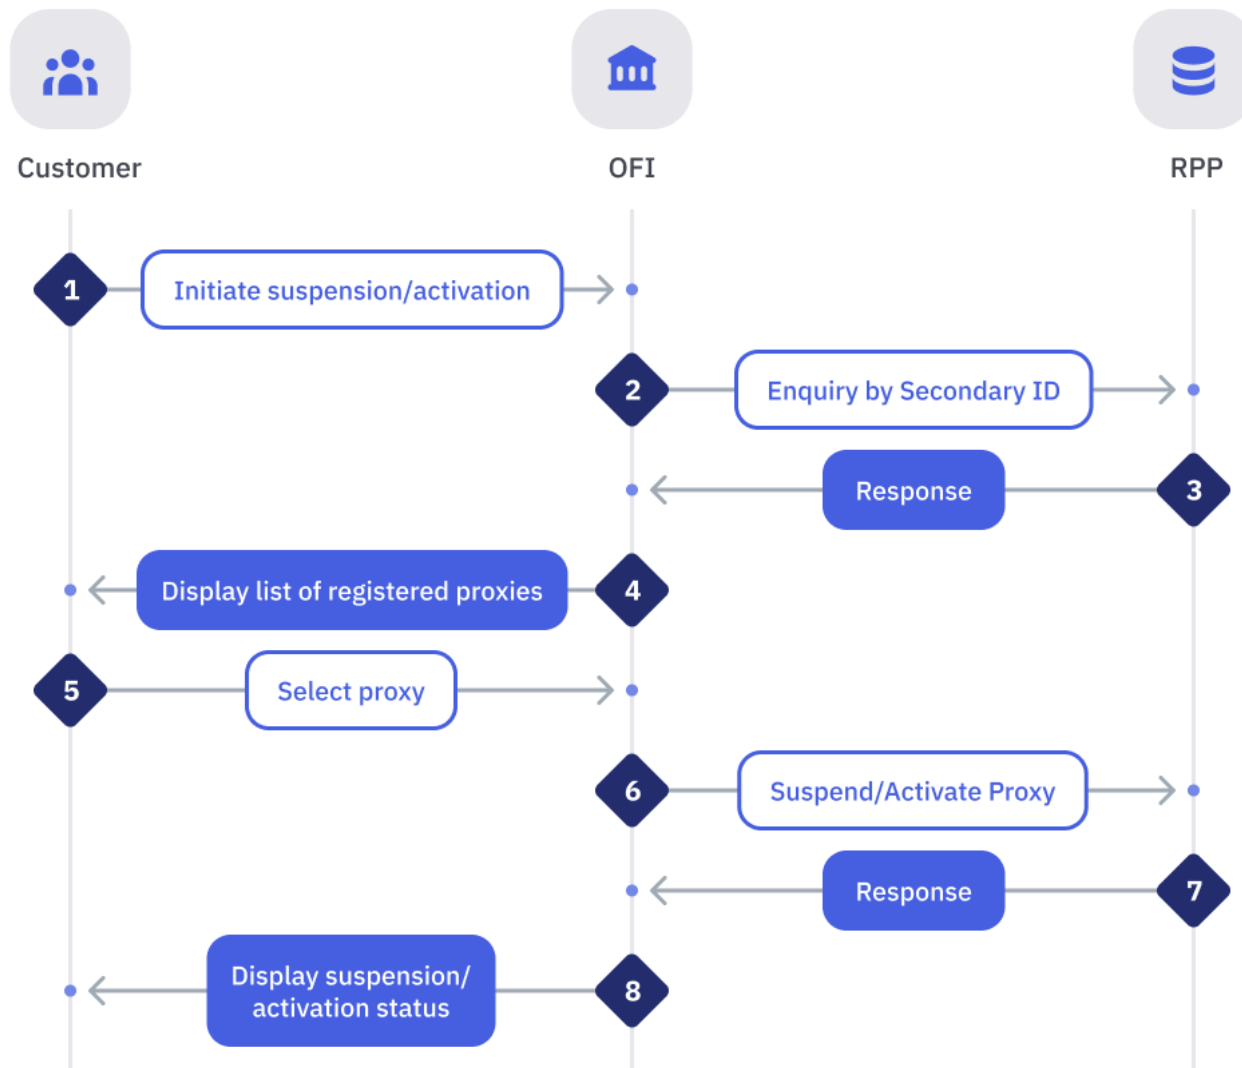 Customer
OFI
RPP
1
Initiate suspension/activation
2
Enquiry by Secondary ID
Response
3
Display list of registered proxies
4
5
Select proxy
6
Suspend/Activate Proxy
Response
7
Display suspension/
activation status
8